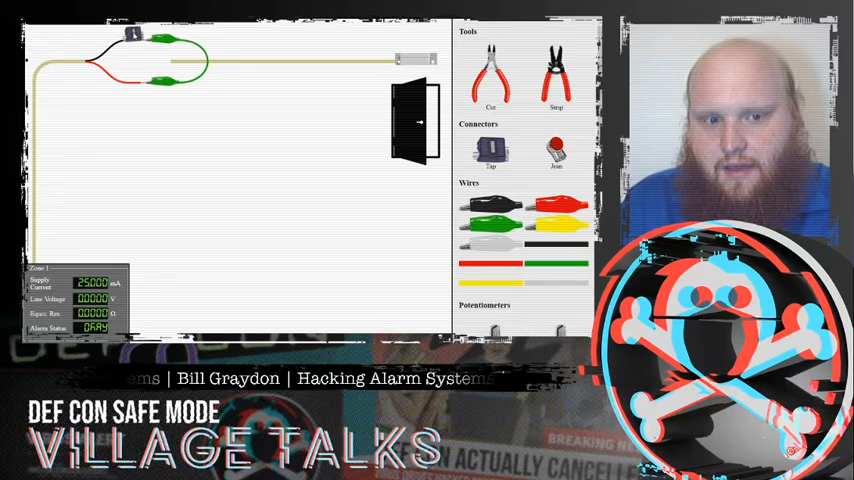 Tools
Cut
Strip
Connectors
Tap
Join
Wires
Potentiometers
Zone 1
Supply Current 25.000 mA
Line Voltage 0.0000 V
Equiv. Res. 0.0000 Ω
Alarm Status OKAY
ems | Bill Graydon | Hacking Alarm Systems
DEF CON SAFE MODE
VILLAGE TALKS
BREAKING NE
CON ACTUALLY CANCELLE